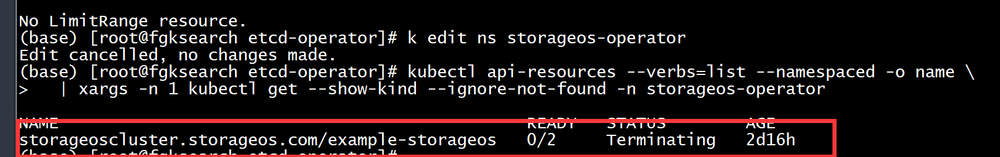 No LimitRange resource.
(base) [root@fgksearch etcd-operator]# k edit ns storageos-operator
Edit cancelled, no changes made.
(base) [root@fgksearch etcd-operator]# kubectl api-resources --verbs=list --namespaced -o name \
>   | xargs -n 1 kubectl get --show-kind --ignore-not-found -n storageos-operator
NAME READY STATUS AGE
storageoscluster.storageos.com/example-storageos 0/2 Terminating 2d16h
(base) [root@fgksearch etcd-operator]#